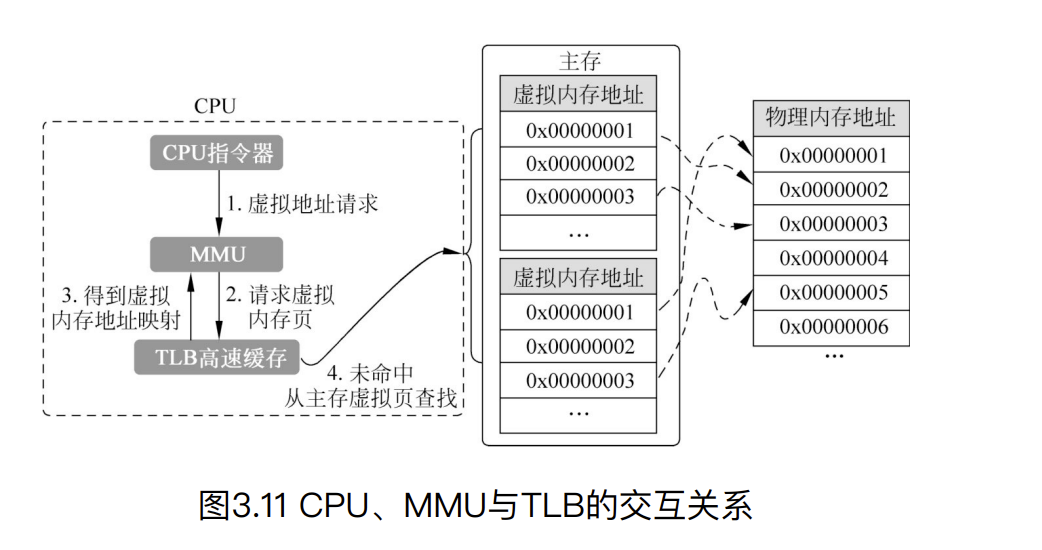 CPU
CPU指令器
1. 虚拟地址请求
MMU
3. 得到虚拟
内存地址映射
2. 请求虚拟
内存页
TLB高速缓存
4. 未命中
从主存虚拟页查找
主存
虚拟内存地址
0x00000001
0x00000002
0x00000003
…
虚拟内存地址
0x00000001
0x00000002
0x00000003
…
物理内存地址
0x00000001
0x00000002
0x00000003
0x00000004
0x00000005
0x00000006
…
图3.11 CPU、MMU与TLB的交互关系